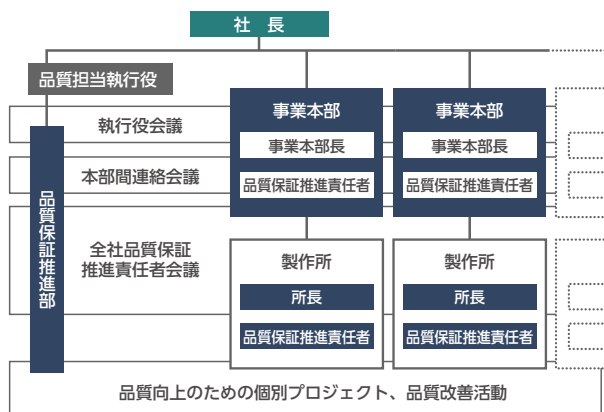 社 長
品質担当執行役
執行役会議
本部間連絡会議
全社品質保証
推進責任者会議
品質保証推進部
事業本部
事業本部長
品質保証推進責任者
製作所
所長
品質保証推進責任者
事業本部
事業本部長
品質保証推進責任者
製作所
所長
品質保証推進責任者
品質向上のための個別プロジェクト、品質改善活動